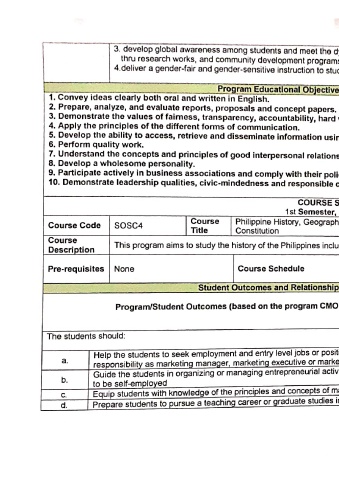 3. develop global awareness among students and meet the
thru research works, and community development programs
4.deliver a gender-fair and gender-sensitive instruction to
Program Educational Objective
1. Convey ideas clearly both oral and written in English.
2. Prepare, analyze, and evaluate reports, proposals and concept papers.
3. Demonstrate the values of fairness, transparency, accountability, hard
4. Apply the principles of the different forms of communication.
5. Develop the ability to access, retrieve and disseminate information
6. Perform quality work.
7. Understand the concepts and principles of good interpersonal
8. Develop a wholesome personality.
9. Participate actively in business associations and comply with their
10. Demonstrate leadership qualities, civic-mindedness and responsible
COURSE S
1st Semester,
Course Code SOSC4 Course Title Philippine History,
Constitution
Course Description This program aims to study the history of the Philippines
Pre-requisites None Course Schedule
Student Outcomes and Relationship
Program/Student Outcomes (based on the program CMO
The students should:
a. Help the students to seek employment and entry level jobs or
responsibility as marketing manager, marketing executive or
b. Guide the students in organizing or managing entrepreneurial
to be self-employed
c. Equip students with knowledge of the principles and concepts of
d. Prepare students to pursue a teaching career or graduate studies